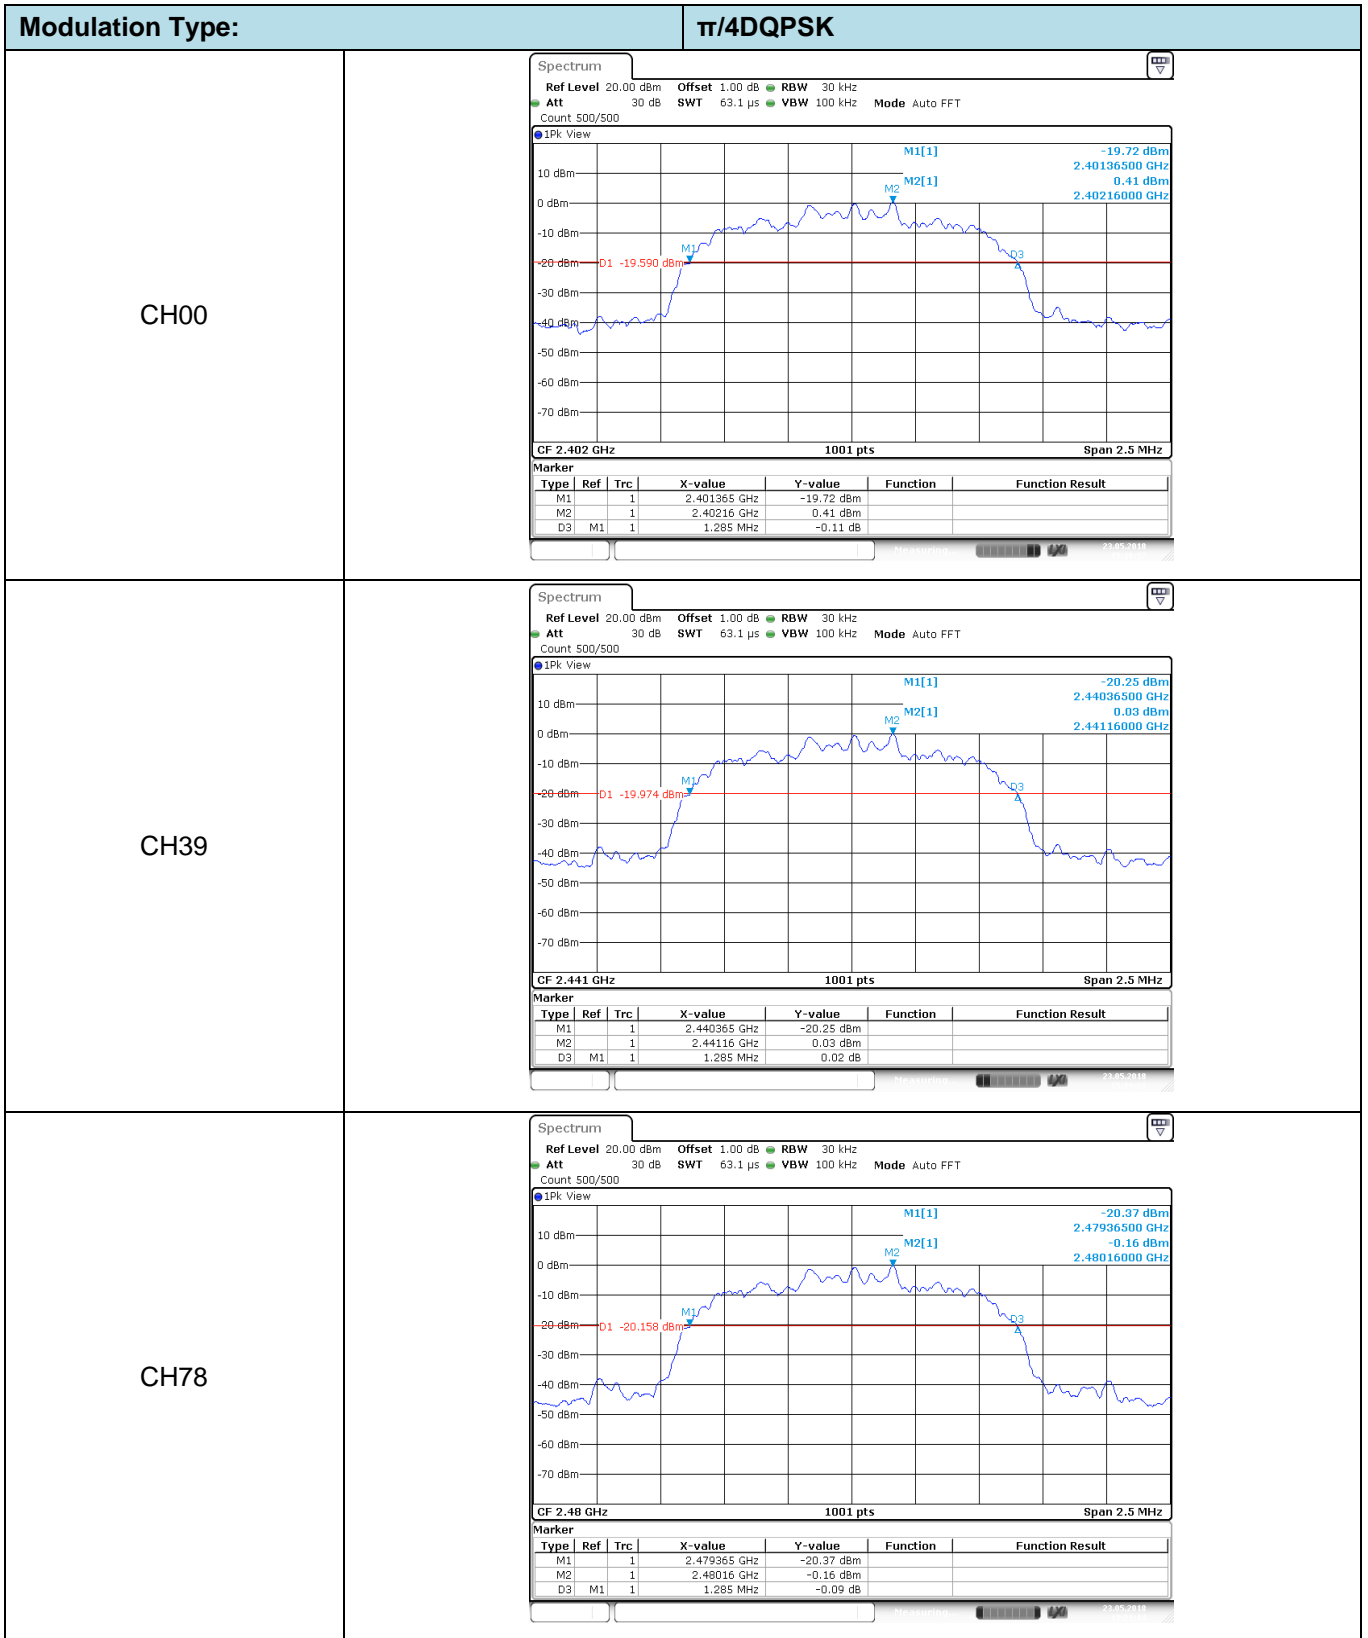 Modulation Type: π/4DQPSK
CH00
Spectrum
Ref Level 20.00 dBm Offset 1.00 dB RBW 30 kHz
Att 30 dB SWT 63.1 µs VBW 100 kHz Mode Auto FFT
Count 500/500
1Pk View
M1[1] -19.72 dBm
2.40136500 GHz
10 dBm
M2[1] 0.41 dBm
M2
2.40216000 GHz
0 dBm
-10 dBm
M1
D3
-20 dBm D1 -19.590 dBm
-30 dBm
-40 dBm
-50 dBm
-60 dBm
-70 dBm
CF 2.402 GHz 1001 pts Span 2.5 MHz
Marker
Type Ref Trc X-value Y-value Function Function Result
M1 1 2.401365 GHz -19.72 dBm
M2 1 2.40216 GHz 0.41 dBm
D3 M1 1 1.285 MHz -0.11 dB
Measuring 23.05.2018
CH39
Spectrum
Ref Level 20.00 dBm Offset 1.00 dB RBW 30 kHz
Att 30 dB SWT 63.1 µs VBW 100 kHz Mode Auto FFT
Count 500/500
1Pk View
M1[1] -20.25 dBm
2.44036500 GHz
10 dBm
M2[1] 0.03 dBm
M2
2.44116000 GHz
0 dBm
-10 dBm
M1
D3
-20 dBm D1 -19.974 dBm
-30 dBm
-40 dBm
-50 dBm
-60 dBm
-70 dBm
CF 2.441 GHz 1001 pts Span 2.5 MHz
Marker
Type Ref Trc X-value Y-value Function Function Result
M1 1 2.440365 GHz -20.25 dBm
M2 1 2.44116 GHz 0.03 dBm
D3 M1 1 1.285 MHz 0.02 dB
Measuring 23.05.2018
CH78
Spectrum
Ref Level 20.00 dBm Offset 1.00 dB RBW 30 kHz
Att 30 dB SWT 63.1 µs VBW 100 kHz Mode Auto FFT
Count 500/500
1Pk View
M1[1] -20.37 dBm
2.47936500 GHz
10 dBm
M2[1] -0.16 dBm
M2
2.48016000 GHz
0 dBm
-10 dBm
M1
D3
-20 dBm D1 -20.158 dBm
-30 dBm
-40 dBm
-50 dBm
-60 dBm
-70 dBm
CF 2.48 GHz 1001 pts Span 2.5 MHz
Marker
Type Ref Trc X-value Y-value Function Function Result
M1 1 2.479365 GHz -20.37 dBm
M2 1 2.48016 GHz -0.16 dBm
D3 M1 1 1.285 MHz -0.09 dB
Measuring 23.05.2018